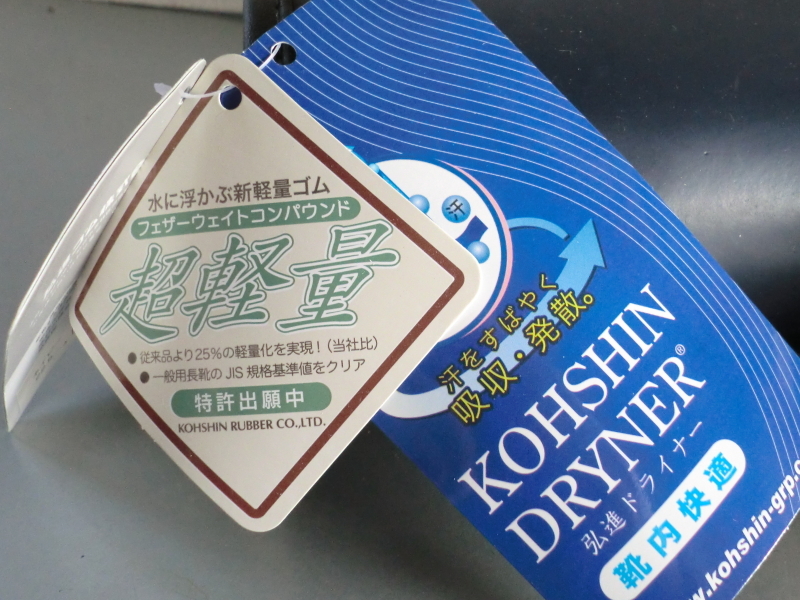 水に浮かぶ新軽量ゴム
フェザーウェイトコンパウンド
超軽量
●従来品より25%の軽量化を実現!(当社比)
●一般用長靴のJIS規格基準値をクリア
特許出願中
KOHSHIN RUBBER CO.,LTD.
汗
汗をすばやく
吸収・発散。
KOHSHIN
DRYNER®
弘進ドライナー
靴内快適
w.kohshin-grp.c